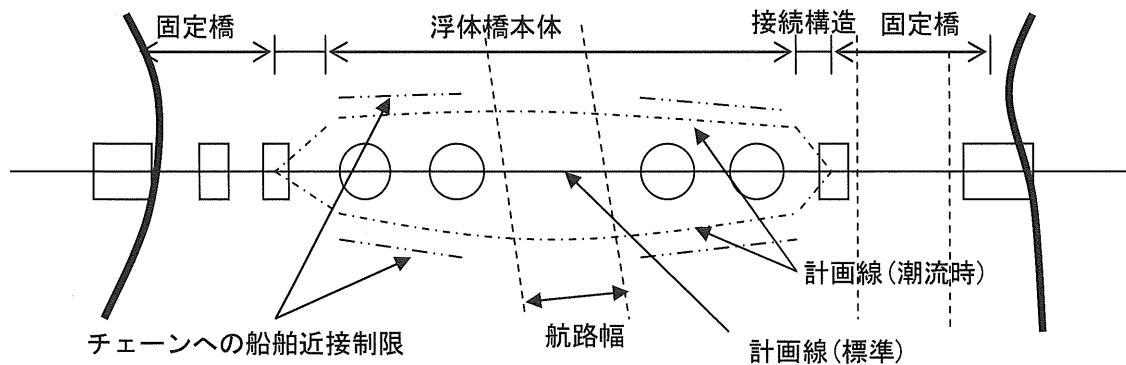 固定橋
浮体橋本体
接続構造
固定橋
計画線(潮流時)
航路幅
チェーンへの船舶近接制限
計画線(標準)